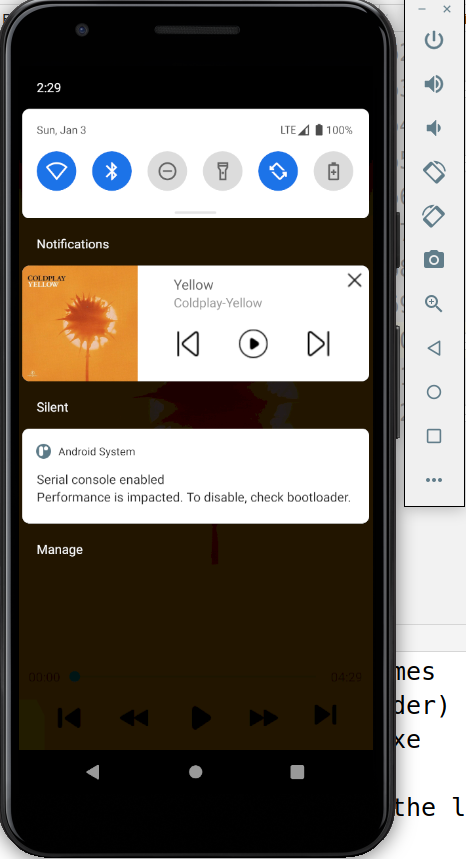 2:29
Sun, Jan 3
LTE 100%
Notifications
COLDPLAY
YELLOW
Yellow
Coldplay-Yellow
Silent
Android System
Serial console enabled
Performance is impacted. To disable, check bootloader.
Manage
00:00 04:29
mes
der)
xe
the l